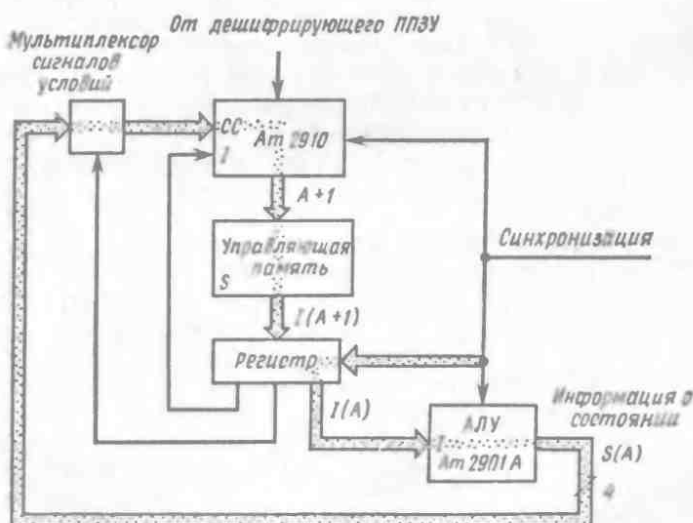 От дешифрирующего ППЗУ
Мультиплексор
сигналов
условий
CC
Am 2910
I
A+1
Синхронизация
Управляющая
память
S
I(A+1)
Регистр
I(A)
Информация о
состоянии
АЛУ
I
Am 2901A
S(A)
4